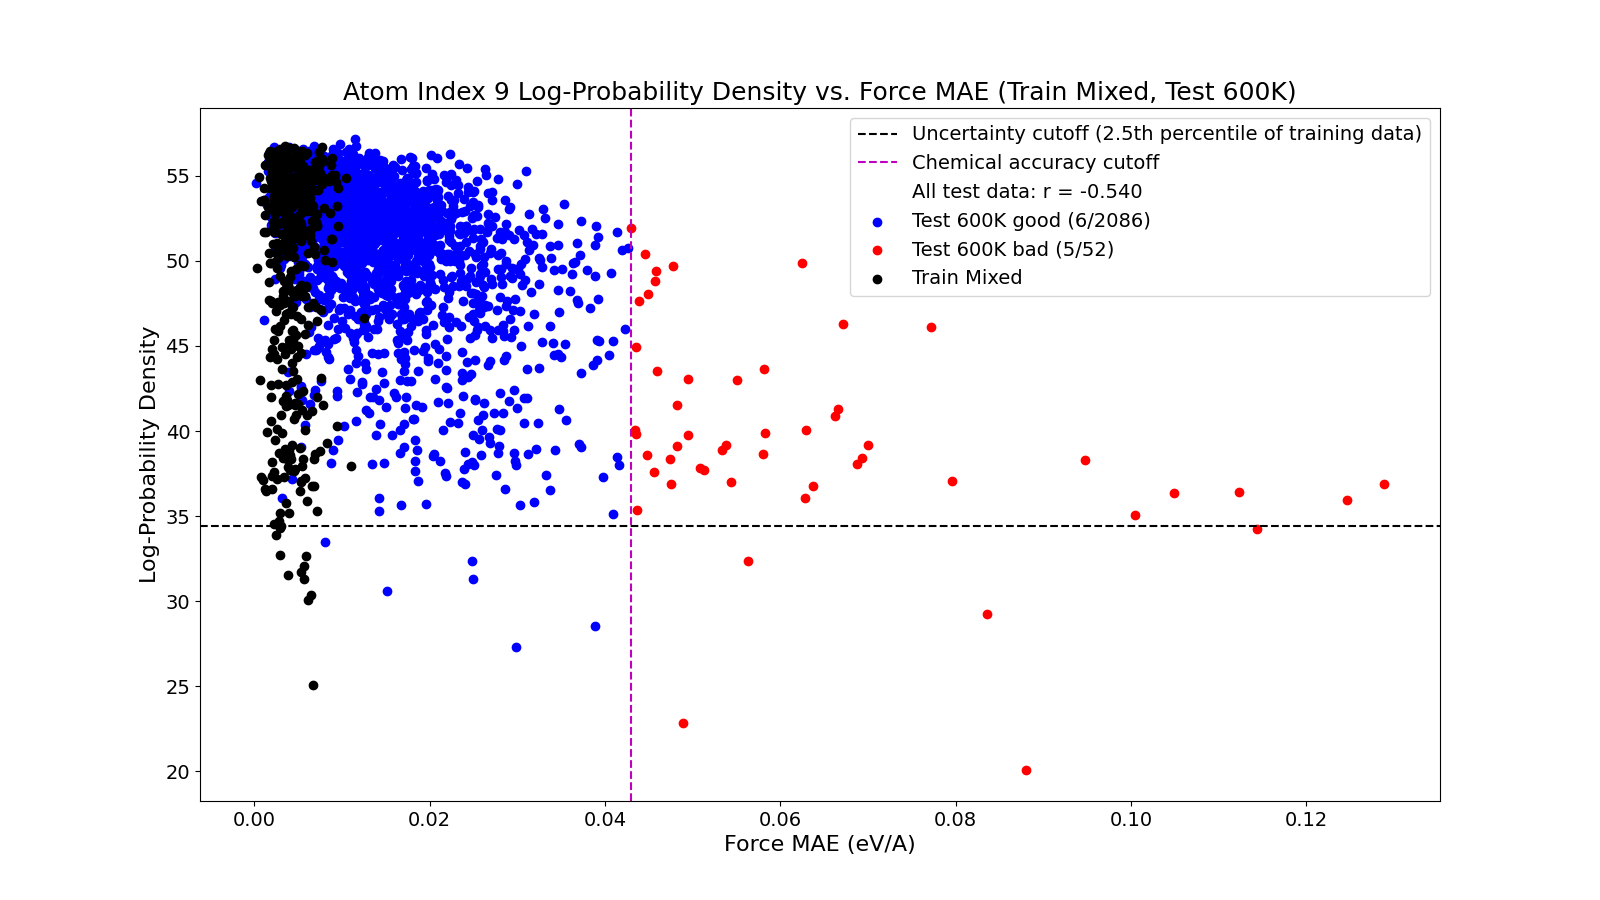 Atom Index 9 Log-Probability Density vs. Force MAE (Train Mixed, Test 600K)
Uncertainty cutoff (2.5th percentile of training data)
Chemical accuracy cutoff
All test data: r = -0.540
Test 600K good (6/2086)
Test 600K bad (5/52)
Train Mixed
Log-Probability Density
55
50
45
40
35
30
25
20
0.00 0.02 0.04 0.06 0.08 0.10 0.12
Force MAE (eV/A)